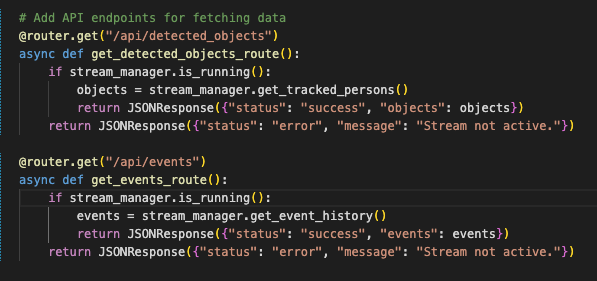 # Add API endpoints for fetching data
@router.get("/api/detected_objects")
async def get_detected_objects_route():
    if stream_manager.is_running():
        objects = stream_manager.get_tracked_persons()
        return JSONResponse({"status": "success", "objects": objects})
    return JSONResponse({"status": "error", "message": "Stream not active."})

@router.get("/api/events")
async def get_events_route():
    if stream_manager.is_running():
        events = stream_manager.get_event_history()
        return JSONResponse({"status": "success", "events": events})
    return JSONResponse({"status": "error", "message": "Stream not active."})